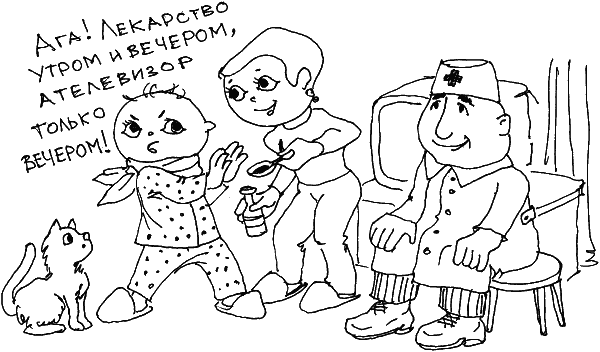 Ага! Лекарство
утром и вечером,
а телевизор
только
вечером!